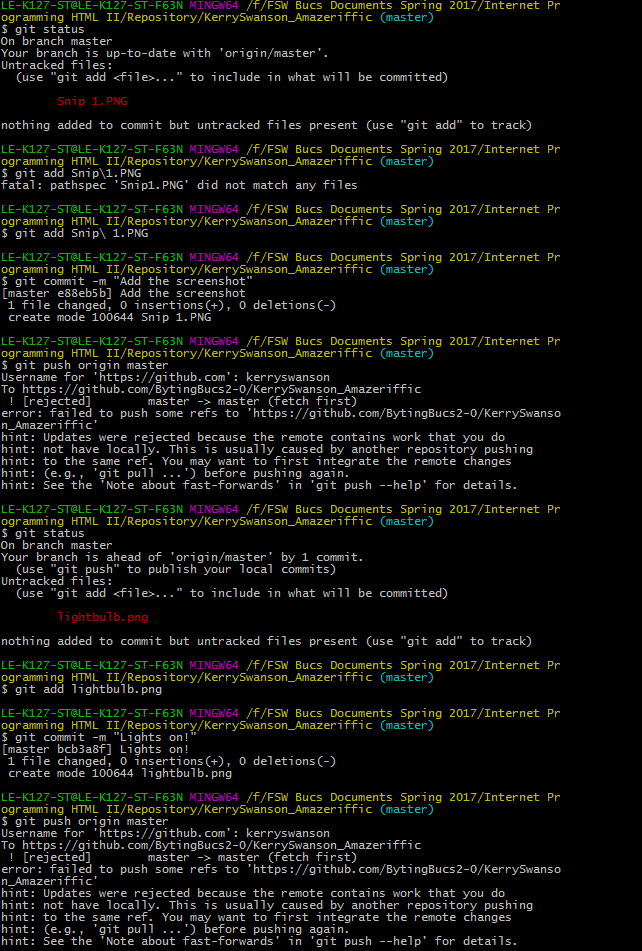 LE-K127-ST@LE-K127-ST-F63N MINGW64 /f/FSW Bucs Documents Spring 2017/Internet Pr
ogramming HTML II/Repository/KerrySwanson_Amazeriffic (master)
$ git status
On branch master
Your branch is up-to-date with 'origin/master'.
Untracked files:
  (use "git add <file>..." to include in what will be committed)

        Snip 1.PNG

nothing added to commit but untracked files present (use "git add" to track)

LE-K127-ST@LE-K127-ST-F63N MINGW64 /f/FSW Bucs Documents Spring 2017/Internet Pr
ogramming HTML II/Repository/KerrySwanson_Amazeriffic (master)
$ git add Snip\1.PNG
fatal: pathspec 'Snip1.PNG' did not match any files

LE-K127-ST@LE-K127-ST-F63N MINGW64 /f/FSW Bucs Documents Spring 2017/Internet Pr
ogramming HTML II/Repository/KerrySwanson_Amazeriffic (master)
$ git add Snip\ 1.PNG

LE-K127-ST@LE-K127-ST-F63N MINGW64 /f/FSW Bucs Documents Spring 2017/Internet Pr
ogramming HTML II/Repository/KerrySwanson_Amazeriffic (master)
$ git commit -m "Add the screenshot"
[master e88eb5b] Add the screenshot
 1 file changed, 0 insertions(+), 0 deletions(-)
 create mode 100644 Snip 1.PNG

LE-K127-ST@LE-K127-ST-F63N MINGW64 /f/FSW Bucs Documents Spring 2017/Internet Pr
ogramming HTML II/Repository/KerrySwanson_Amazeriffic (master)
$ git push origin master
Username for 'https://github.com': kerryswanson
To https://github.com/BytingBucs2-0/KerrySwanson_Amazeriffic
 ! [rejected]        master -> master (fetch first)
error: failed to push some refs to 'https://github.com/BytingBucs2-0/KerrySwanso
n_Amazeriffic'
hint: Updates were rejected because the remote contains work that you do
hint: not have locally. This is usually caused by another repository pushing
hint: to the same ref. You may want to first integrate the remote changes
hint: (e.g., 'git pull ...') before pushing again.
hint: See the 'Note about fast-forwards' in 'git push --help' for details.

LE-K127-ST@LE-K127-ST-F63N MINGW64 /f/FSW Bucs Documents Spring 2017/Internet Pr
ogramming HTML II/Repository/KerrySwanson_Amazeriffic (master)
$ git status
On branch master
Your branch is ahead of 'origin/master' by 1 commit.
  (use "git push" to publish your local commits)
Untracked files:
  (use "git add <file>..." to include in what will be committed)

        lightbulb.png

nothing added to commit but untracked files present (use "git add" to track)

LE-K127-ST@LE-K127-ST-F63N MINGW64 /f/FSW Bucs Documents Spring 2017/Internet Pr
ogramming HTML II/Repository/KerrySwanson_Amazeriffic (master)
$ git add lightbulb.png

LE-K127-ST@LE-K127-ST-F63N MINGW64 /f/FSW Bucs Documents Spring 2017/Internet Pr
ogramming HTML II/Repository/KerrySwanson_Amazeriffic (master)
$ git commit -m "Lights on!"
[master bcb3a8f] Lights on!
 1 file changed, 0 insertions(+), 0 deletions(-)
 create mode 100644 lightbulb.png

LE-K127-ST@LE-K127-ST-F63N MINGW64 /f/FSW Bucs Documents Spring 2017/Internet Pr
ogramming HTML II/Repository/KerrySwanson_Amazeriffic (master)
$ git push origin master
Username for 'https://github.com': kerryswanson
To https://github.com/BytingBucs2-0/KerrySwanson_Amazeriffic
 ! [rejected]        master -> master (fetch first)
error: failed to push some refs to 'https://github.com/BytingBucs2-0/KerrySwanso
n_Amazeriffic'
hint: Updates were rejected because the remote contains work that you do
hint: not have locally. This is usually caused by another repository pushing
hint: to the same ref. You may want to first integrate the remote changes
hint: (e.g., 'git pull ...') before pushing again.
hint: See the 'Note about fast-forwards' in 'git push --help' for details.